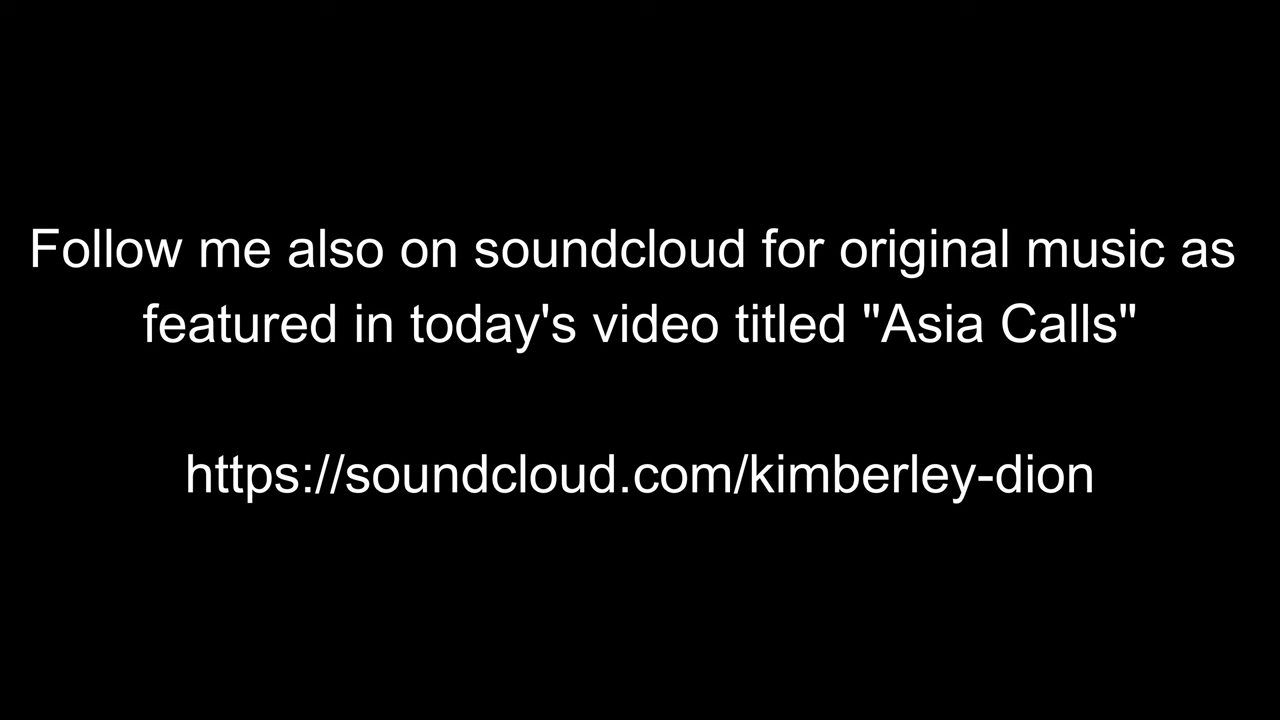 Follow me also on soundcloud for original music as
featured in today's video titled "Asia Calls"
https://soundcloud.com/kimberley-dion